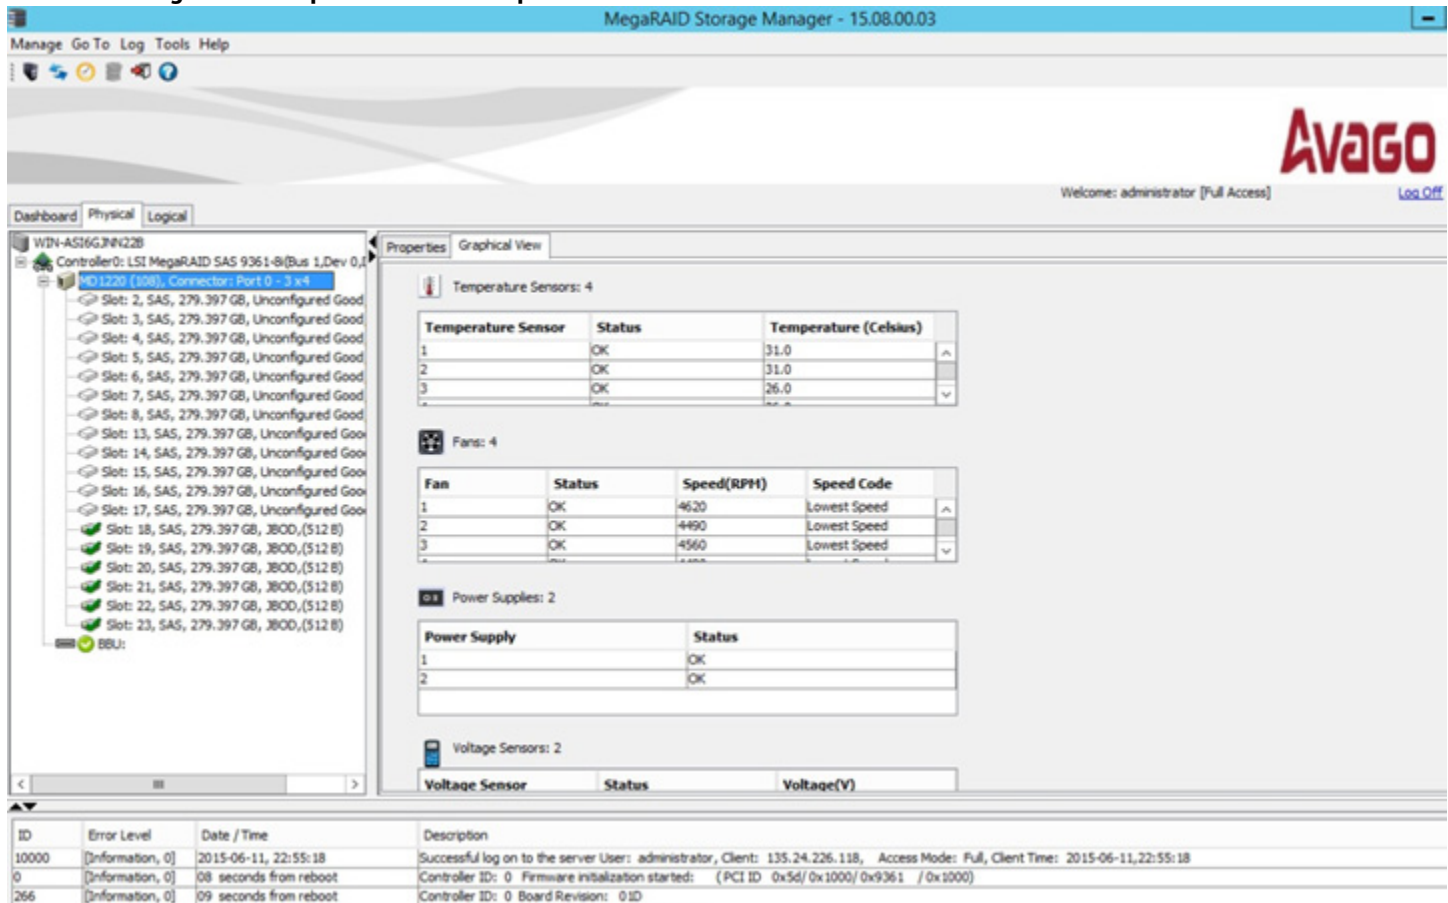 MegaRAID Storage Manager - 15.08.00.03
Manage Go To Log Tools Help
Avago
Welcome: administrator [Full Access] Log Off
Dashboard Physical Logical
WIN-ASI6GJNN22B
Controller0: LSI MegaRAID SAS 9361-8i(Bus 1,Dev 0,
MD1220 (108), Connector: Port 0 - 3 x4
Slot: 2, SAS, 279.397 GB, Unconfigured Good,
Slot: 3, SAS, 279.397 GB, Unconfigured Good,
Slot: 4, SAS, 279.397 GB, Unconfigured Good,
Slot: 5, SAS, 279.397 GB, Unconfigured Good,
Slot: 6, SAS, 279.397 GB, Unconfigured Good,
Slot: 7, SAS, 279.397 GB, Unconfigured Good,
Slot: 8, SAS, 279.397 GB, Unconfigured Good
Slot: 13, SAS, 279.397 GB, Unconfigured Goo
Slot: 14, SAS, 279.397 GB, Unconfigured Goo
Slot: 15, SAS, 279.397 GB, Unconfigured Goo
Slot: 16, SAS, 279.397 GB, Unconfigured Goo
Slot: 17, SAS, 279.397 GB, Unconfigured Goo
Slot: 18, SAS, 279.397 GB, JBOD,(512 B)
Slot: 19, SAS, 279.397 GB, JBOD,(512 B)
Slot: 20, SAS, 279.397 GB, JBOD,(512 B)
Slot: 21, SAS, 279.397 GB, JBOD,(512 B)
Slot: 22, SAS, 279.397 GB, JBOD,(512 B)
Slot: 23, SAS, 279.397 GB, JBOD,(512 B)
BBU:
Properties Graphical View
Temperature Sensors: 4
Temperature Sensor Status Temperature (Celsius)
1 OK 31.0
2 OK 31.0
3 OK 26.0
Fans: 4
Fan Status Speed(RPM) Speed Code
1 OK 4620 Lowest Speed
2 OK 4490 Lowest Speed
3 OK 4560 Lowest Speed
Power Supplies: 2
Power Supply Status
1 OK
2 OK
Voltage Sensors: 2
Voltage Sensor Status Voltage(V)
ID Error Level Date / Time Description
10000 [Information, 0] 2015-06-11, 22:55:18 Successful log on to the server User: administrator, Client: 135.24.226.118, Access Mode: Full, Client Time: 2015-06-11,22:55:18
0 [Information, 0] 08 seconds from reboot Controller ID: 0 Firmware initialization started: (PCI ID 0x5d/ 0x1000/ 0x9361 / 0x1000)
266 [Information, 0] 09 seconds from reboot Controller ID: 0 Board Revision: 01D